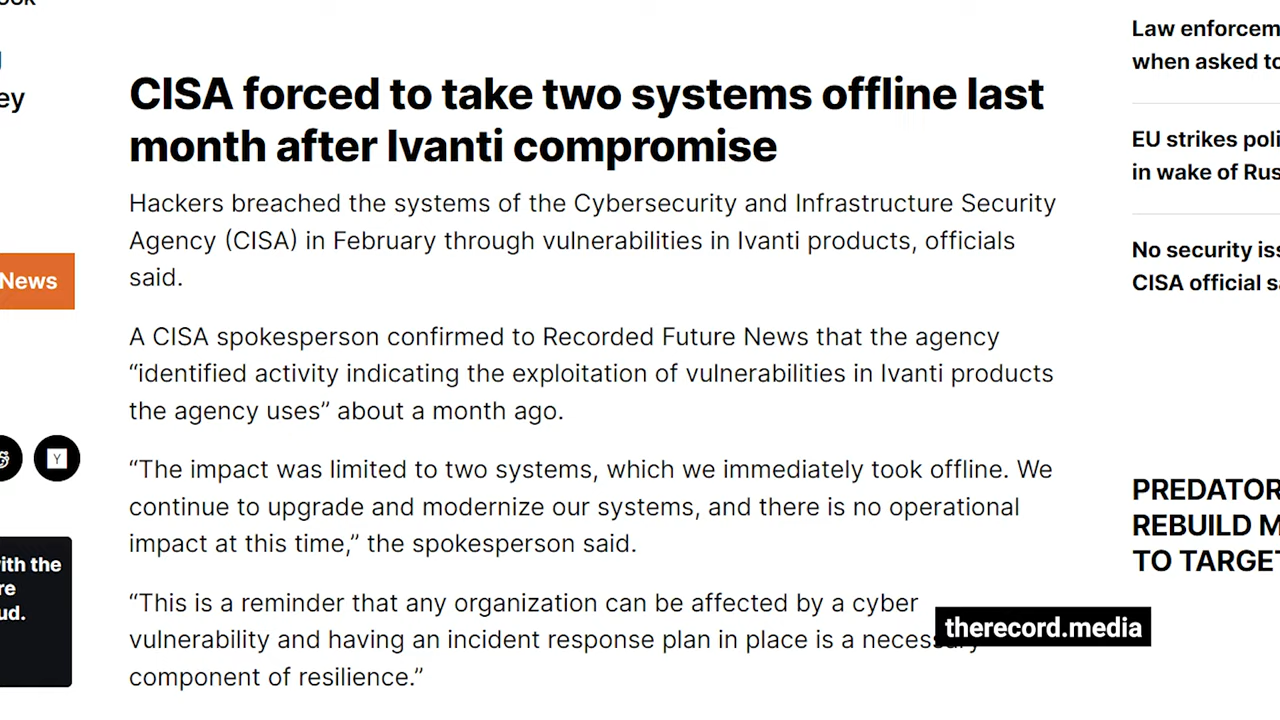 CISA forced to take two systems offline last
month after Ivanti compromise
Hackers breached the systems of the Cybersecurity and Infrastructure Security
Agency (CISA) in February through vulnerabilities in Ivanti products, officials
said.
A CISA spokesperson confirmed to Recorded Future News that the agency
“identified activity indicating the exploitation of vulnerabilities in Ivanti products
the agency uses” about a month ago.
“The impact was limited to two systems, which we immediately took offline. We
continue to upgrade and modernize our systems, and there is no operational
impact at this time,” the spokesperson said.
“This is a reminder that any organization can be affected by a cyber
vulnerability and having an incident response plan in place is a necessary
component of resilience.”
therecord.media
News
Y
ith the
Law
when asked to
EU strikes
in wake of
No security
CISA official
PREDATOR
REBUILD
TO